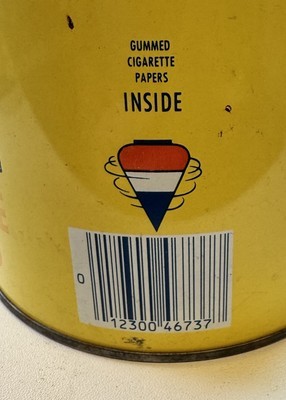 GUMMED
CIGARETTE
PAPERS
INSIDE
0 12300 46737